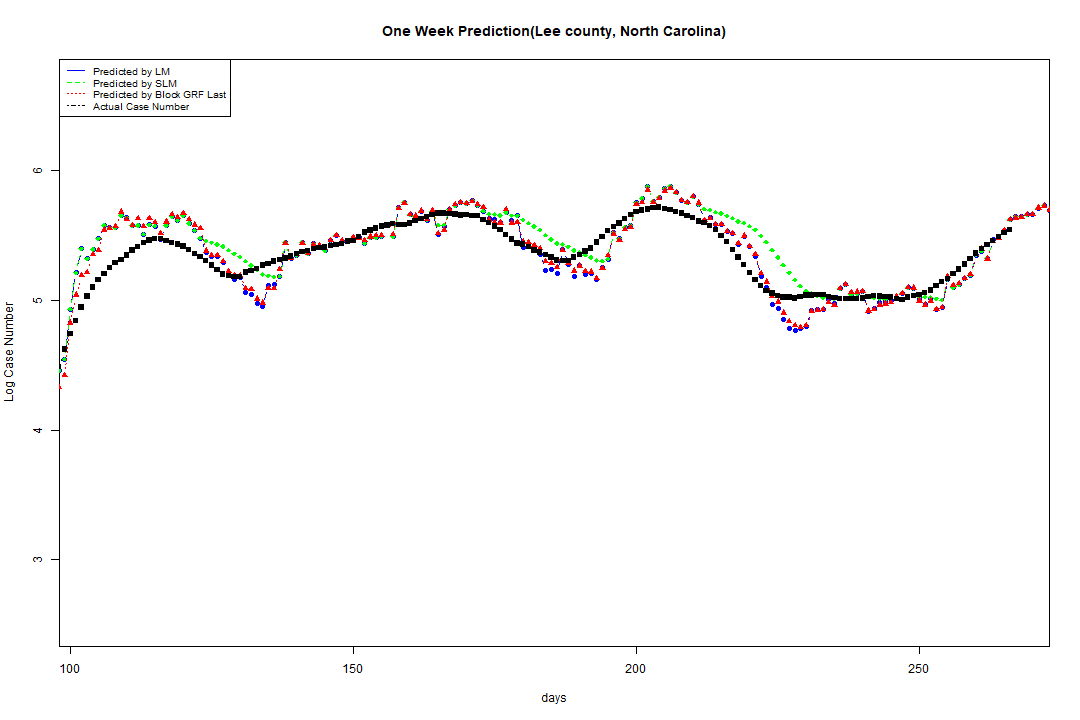 One Week Prediction(Lee county, North Carolina)
Predicted by LM
Predicted by SLM
Predicted by Block GRF Last
Actual Case Number
6
5
4
3
Log Case Number
100 150 200 250
days